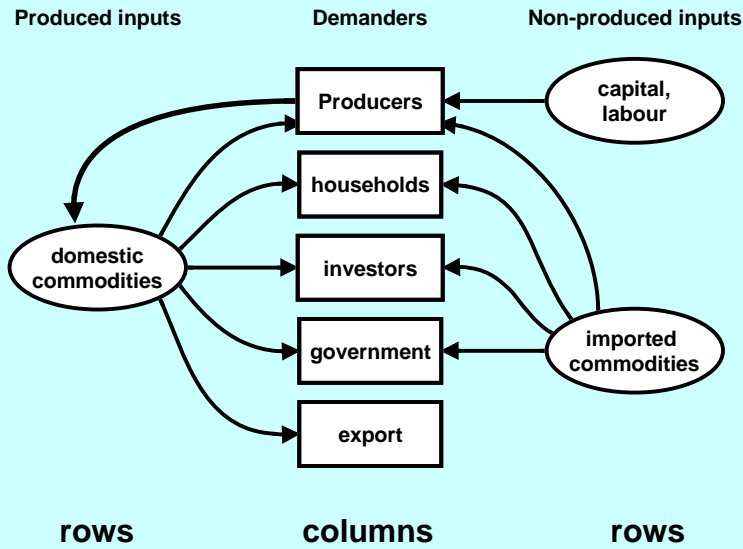 Produced inputs
Demanders
Non-produced inputs
Producers
capital,
labour
households
domestic
commodities
investors
government
imported
commodities
export
rows
columns
rows